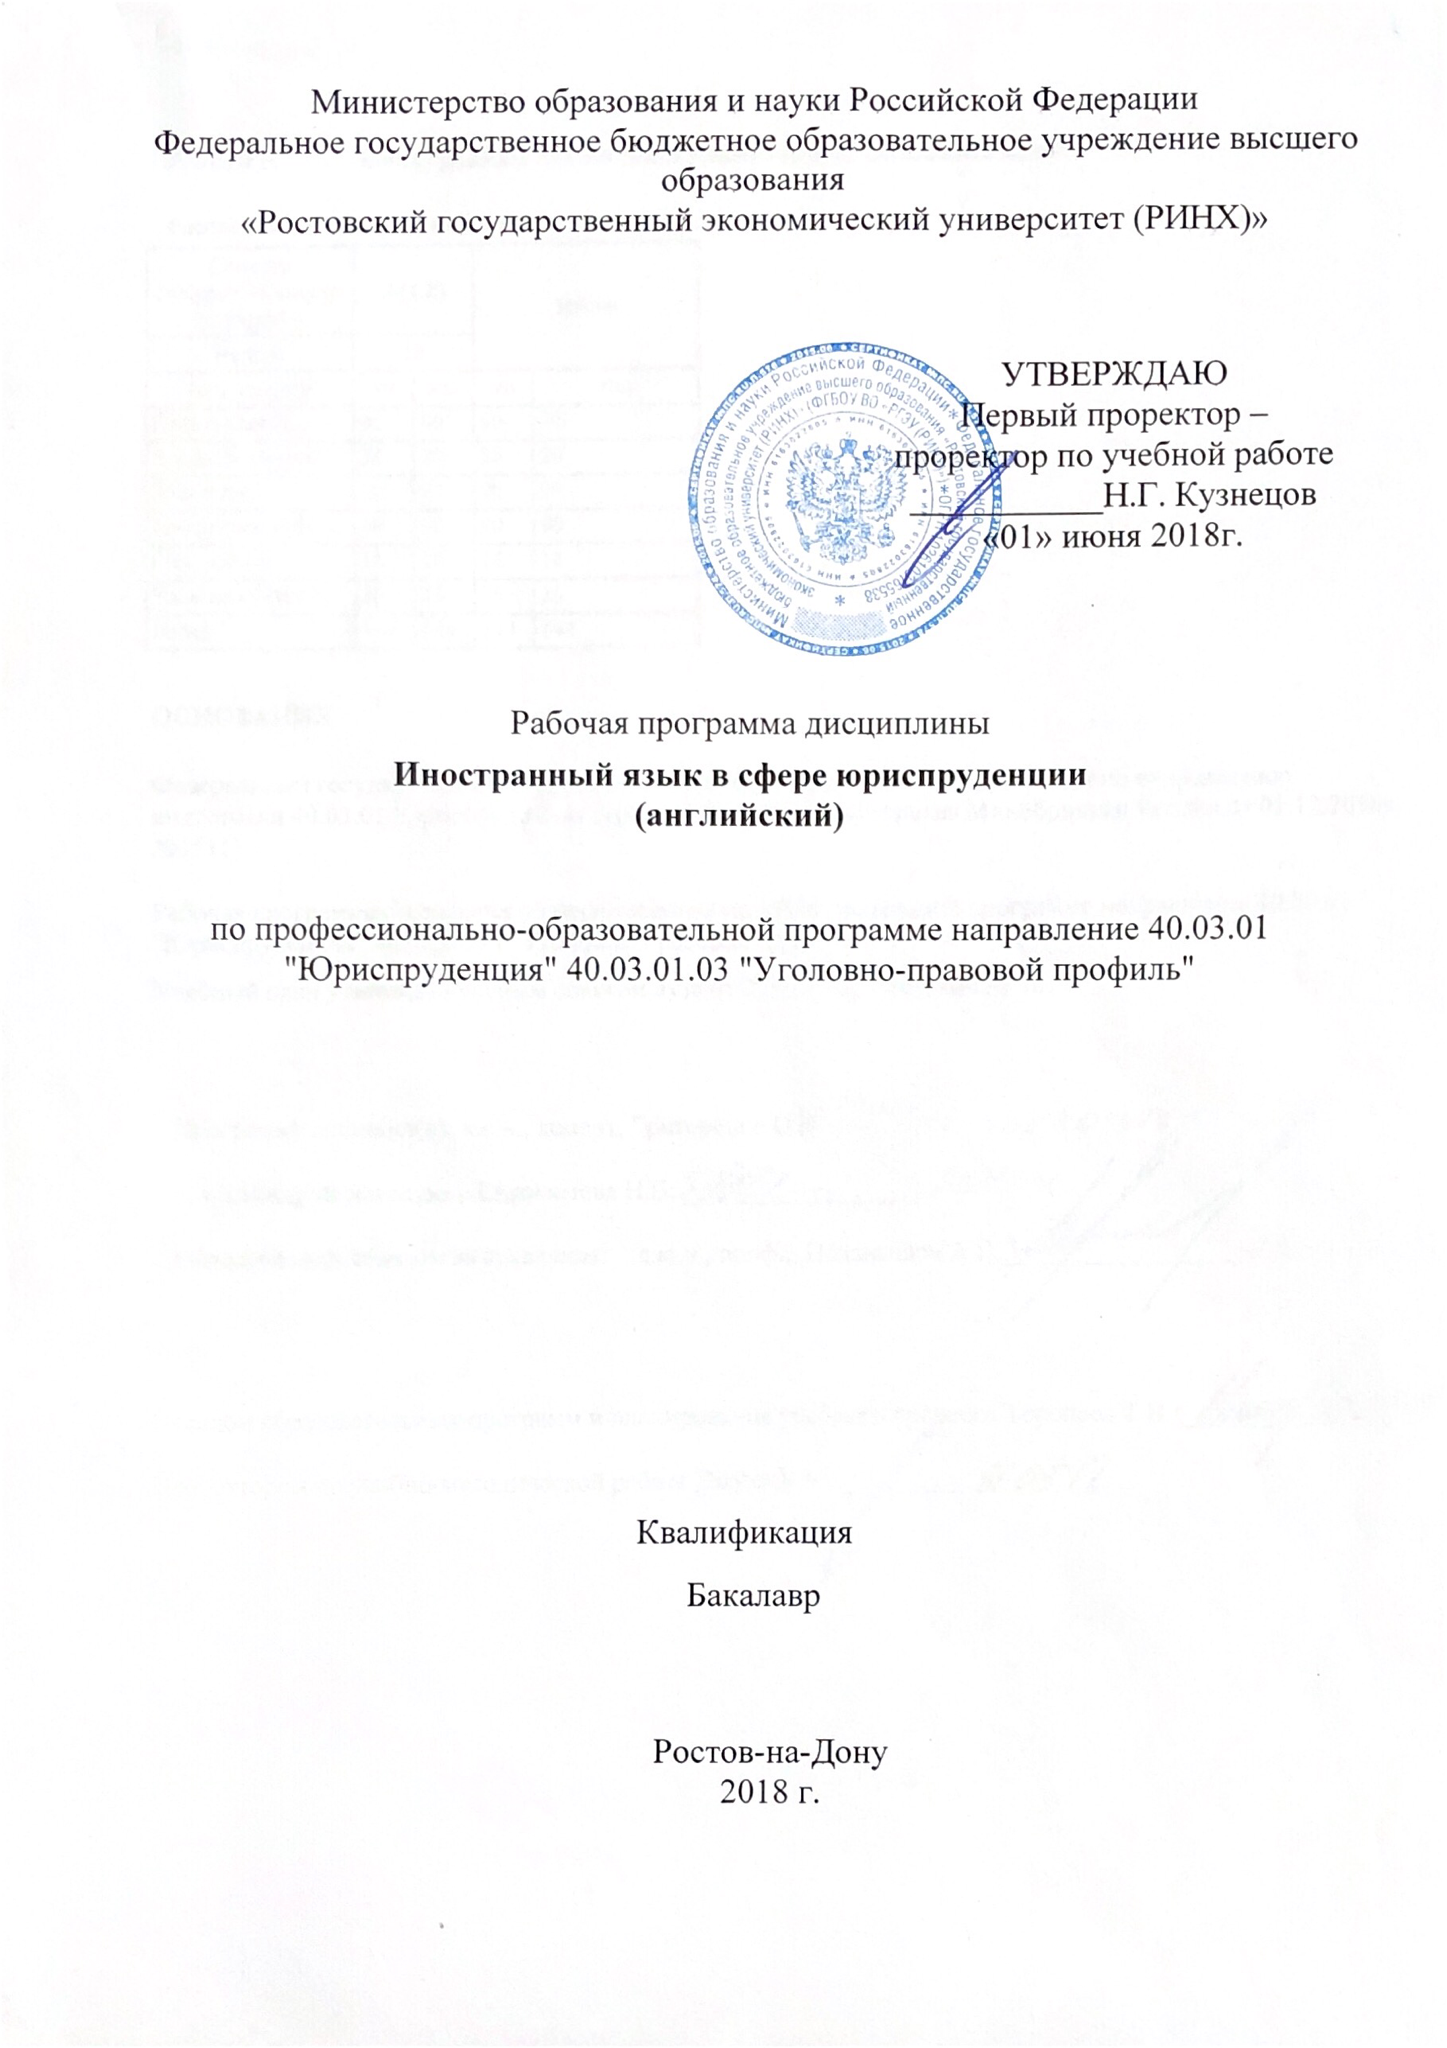 Министерство образования и науки Российской Федерации
Федеральное государственное бюджетное образовательное учреждение высшего
образования
«Ростовский государственный экономический университет (РИНХ)»
УТВЕРЖДАЮ
Первый проректор –
проректор по учебной работе
___________Н.Г. Кузнецов
«01» июня 2018г.
Рабочая программа дисциплины
Иностранный язык в сфере юриспруденции
(английский)
по профессионально-образовательной программе направление 40.03.01
"Юриспруденция" 40.03.01.03 "Уголовно-правовой профиль"
Квалификация
Бакалавр
Ростов-на-Дону
2018 г.